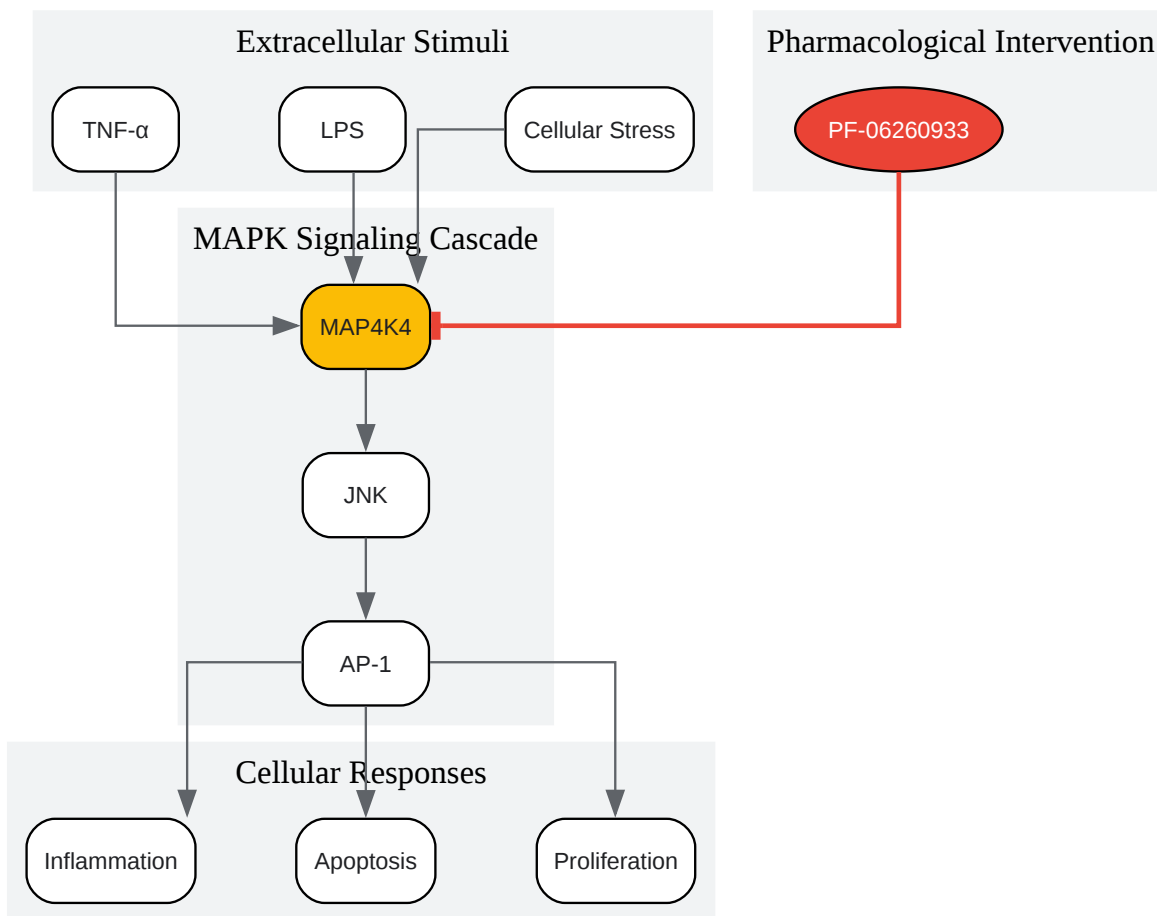 Extracellular Stimuli
Pharmacological Intervention
TNF-α
LPS
Cellular Stress
PF-06260933
MAPK Signaling Cascade
MAP4K4
JNK
AP-1
Cellular Responses
Inflammation
Apoptosis
Proliferation